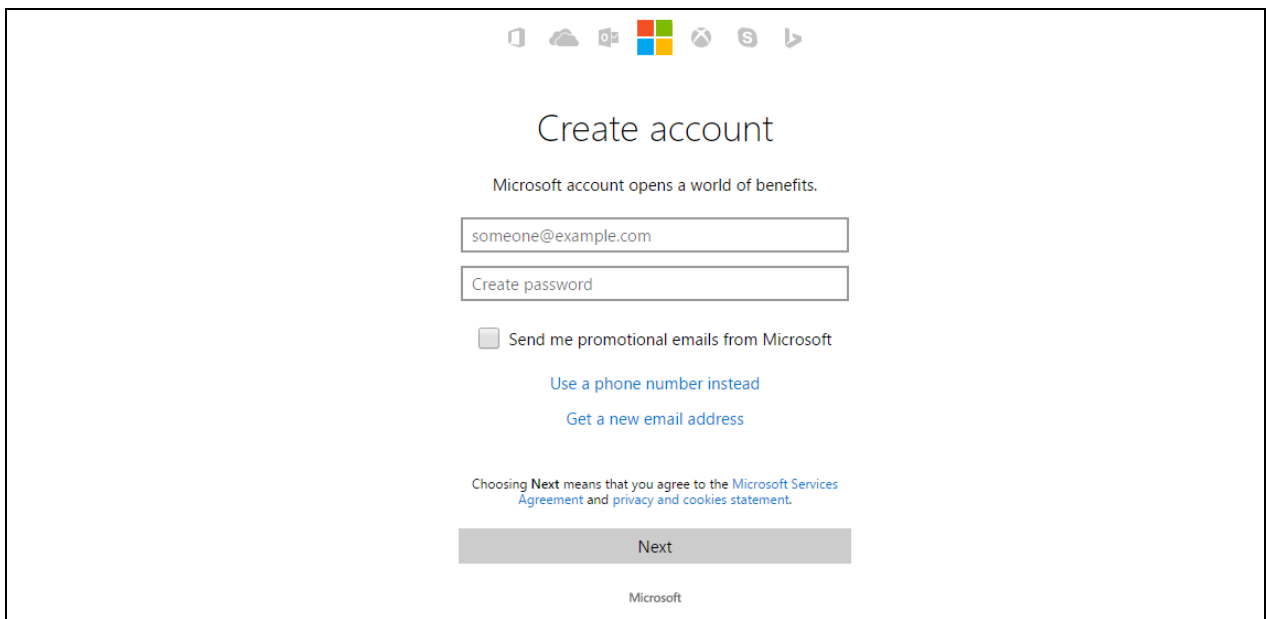 Create account
Microsoft account opens a world of benefits.
someone@example.com
Create password
Send me promotional emails from Microsoft
Use a phone number instead
Get a new email address
Choosing Next means that you agree to the Microsoft Services
Agreement and privacy and cookies statement.
Next
Microsoft